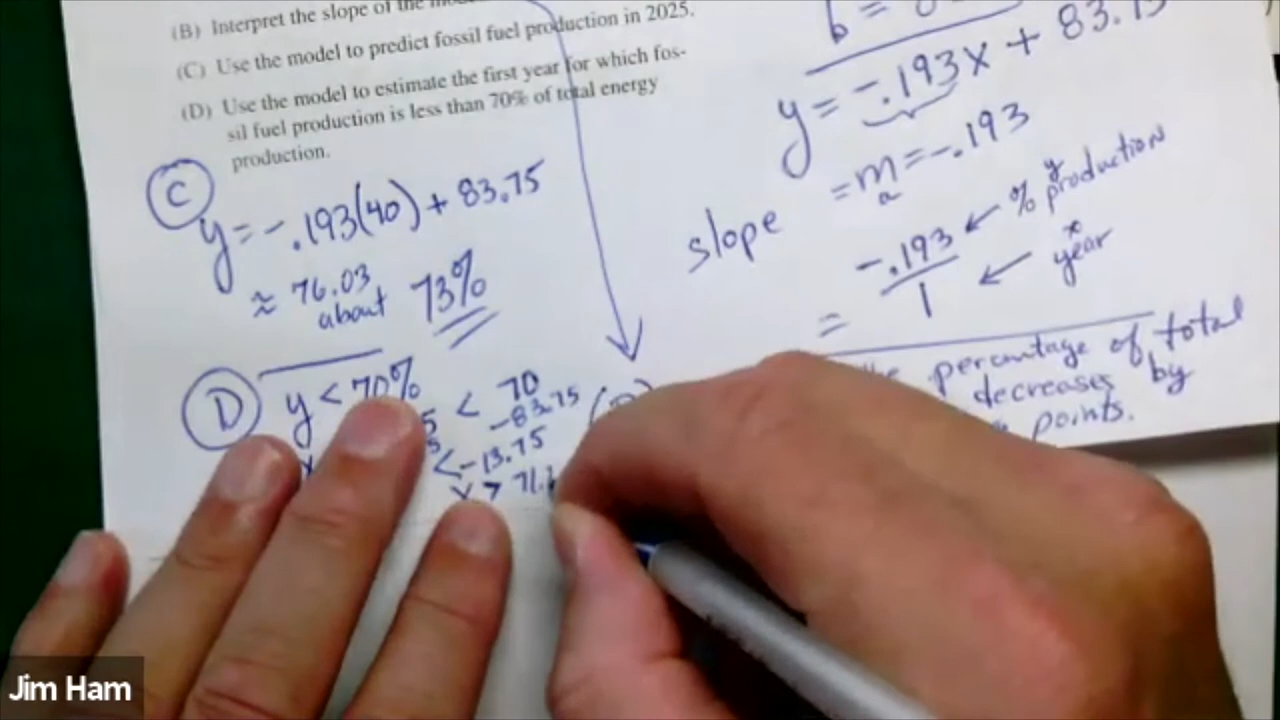 (B) Interpret the slope of the
(C) Use the model to predict fossil fuel production in 2025.
(D) Use the model to estimate the first year for which fos-
sil fuel production is less than 70% of total energy
production.
C
y = -.193(40) + 83.75
≈ 76.03
about 73%
D y < 70%
5 < 70
-83.75
< -13.75
x > 71.
b =
y = -.193x + 83.75
slope = m = -.193
a
-.193 ← % production
y
= 1 ← year
x
percentage of total
decreases by
points.
Jim Ham